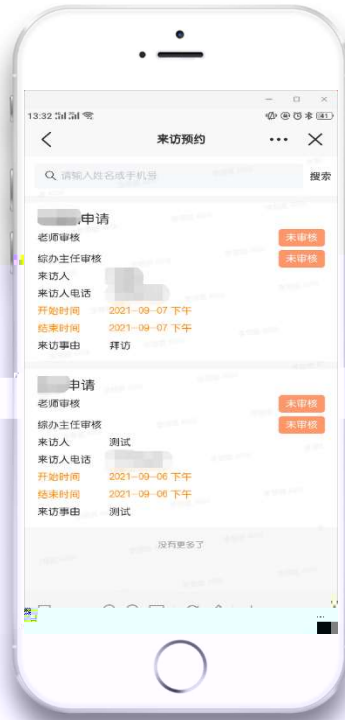 13:32
41
来访预约
请输入姓名或手机号
搜索
申请
老师审核 未审核
综办主任审核 未审核
来访人
来访人电话
开始时间 2021-09-07 下午
结束时间 2021-09-07 下午
来访事由 拜访
申请
老师审核 未审核
综办主任审核 未审核
来访人 测试
来访人电话
开始时间 2021-09-06 下午
结束时间 2021-09-06 下午
来访事由 测试
没有更多了